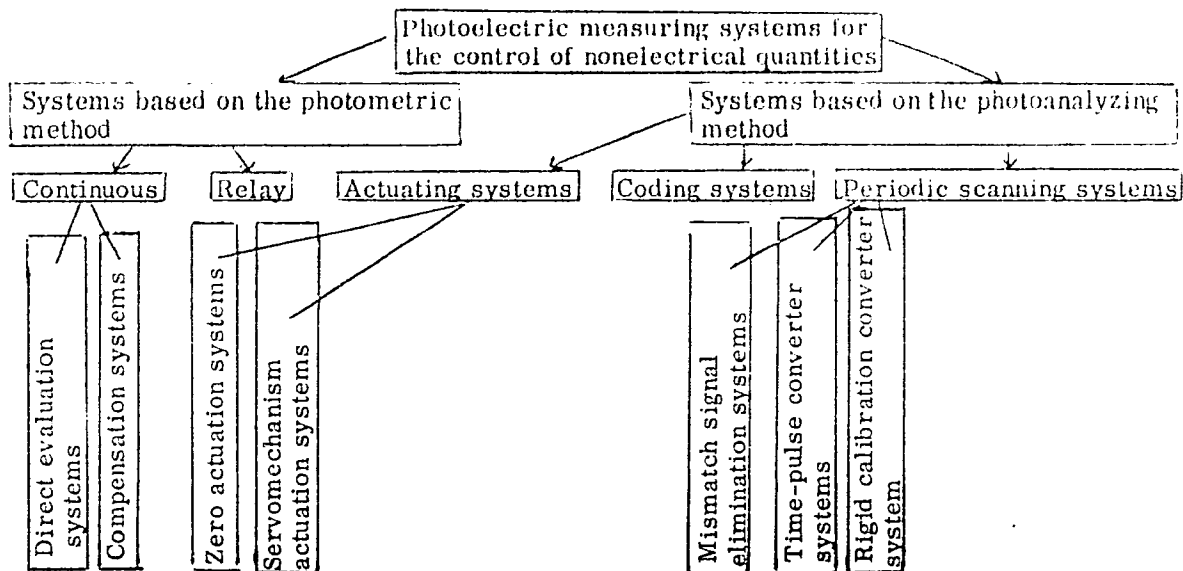 Photoelectric measuring systems for
the control of nonelectrical quantities
Systems based on the photometric
method
Systems based on the photoanalyzing
method
Continuous
Relay
Actuating systems
Coding systems
Periodic scanning systems
Direct evaluation
systems
Compensation systems
Zero actuation systems
Servomechanism
actuation systems
Mismatch signal
elimination systems
Time-pulse converter
systems
Rigid calibration converter
system